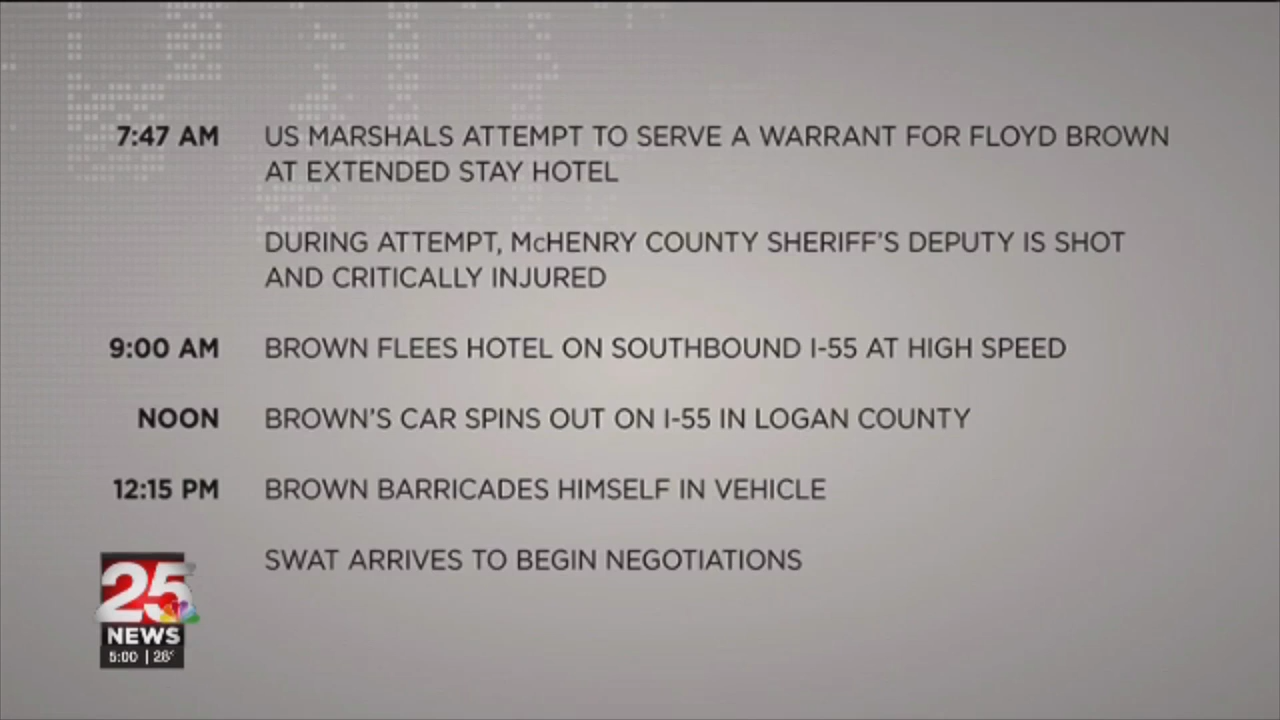 7:47 AM US MARSHALS ATTEMPT TO SERVE A WARRANT FOR FLOYD BROWN
AT EXTENDED STAY HOTEL
DURING ATTEMPT, McHENRY COUNTY SHERIFF'S DEPUTY IS SHOT
AND CRITICALLY INJURED
9:00 AM BROWN FLEES HOTEL ON SOUTHBOUND I-55 AT HIGH SPEED
NOON BROWN'S CAR SPINS OUT ON I-55 IN LOGAN COUNTY
12:15 PM BROWN BARRICADES HIMSELF IN VEHICLE
SWAT ARRIVES TO BEGIN NEGOTIATIONS
25
NEWS
5:00 | 26°